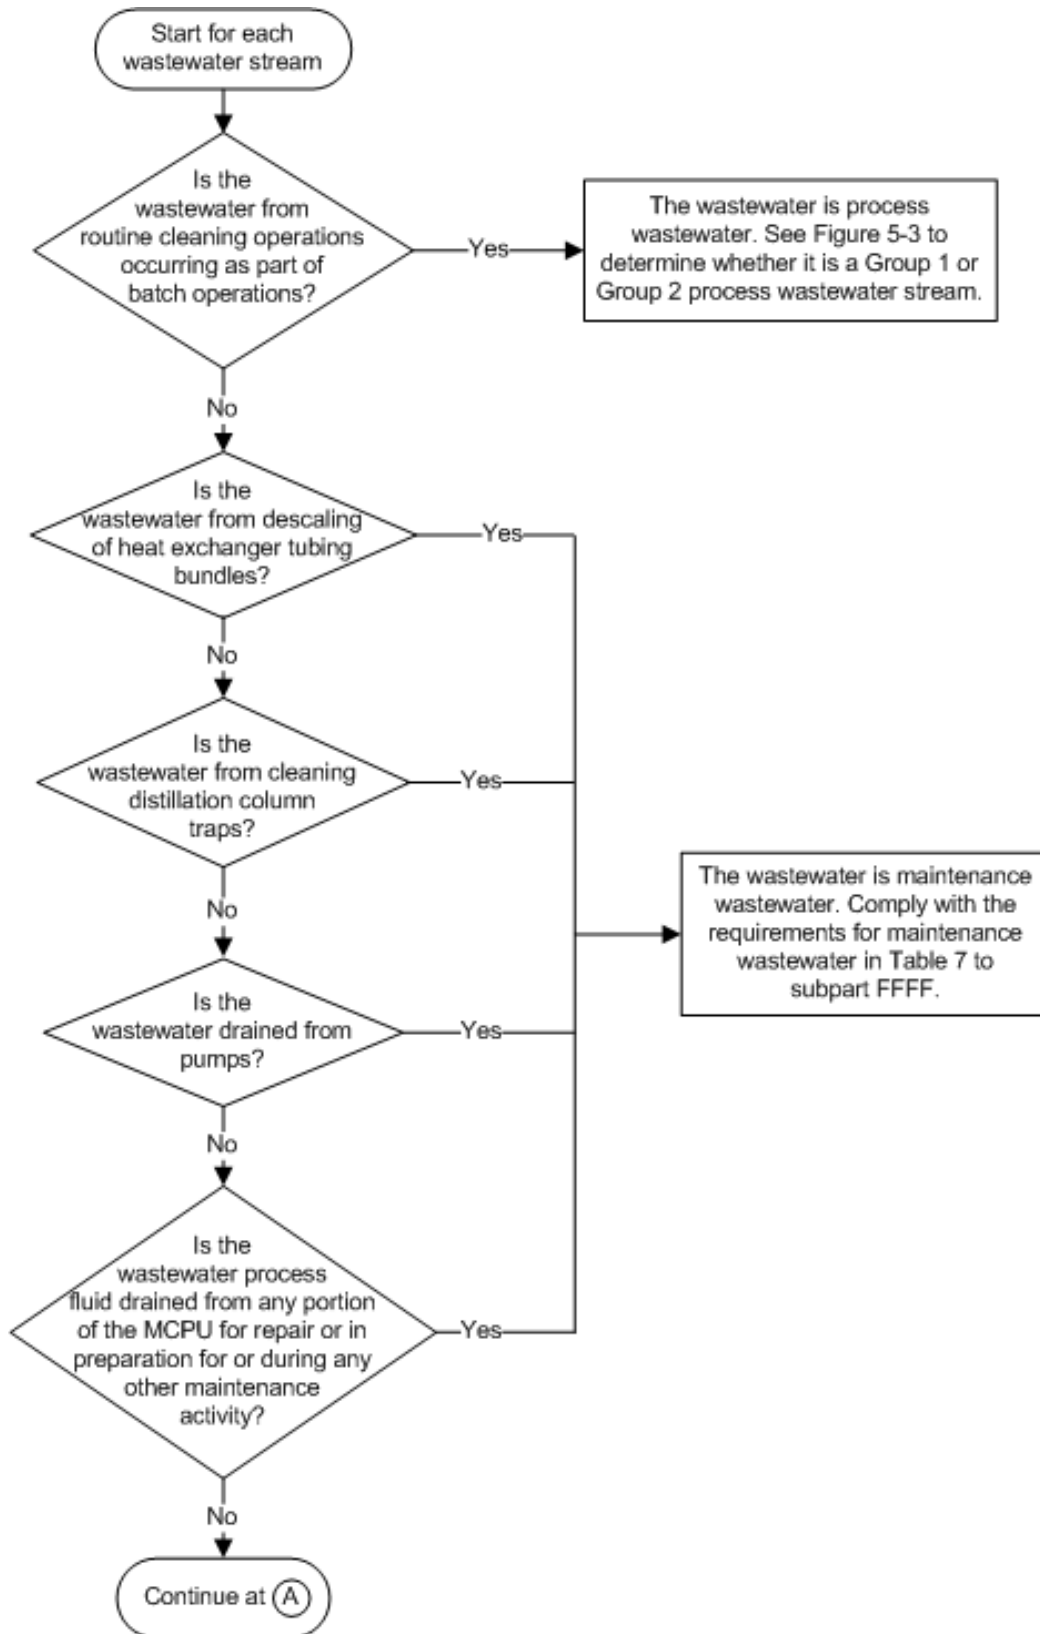 Start for each
wastewater stream
Is the
wastewater from
routine cleaning operations
occurring as part of
batch operations?
Yes
The wastewater is process
wastewater. See Figure 5-3 to
determine whether it is a Group 1 or
Group 2 process wastewater stream.
No
Is the
wastewater from descaling
of heat exchanger tubing
bundles?
Yes
No
Is the
wastewater from cleaning
distillation column
traps?
Yes
No
The wastewater is maintenance
wastewater. Comply with the
requirements for maintenance
wastewater in Table 7 to
subpart FFFF.
Is the
wastewater drained from
pumps?
Yes
No
Is the
wastewater process
fluid drained from any portion
of the MCPU for repair or in
preparation for or during any
other maintenance
activity?
Yes
No
Continue at A